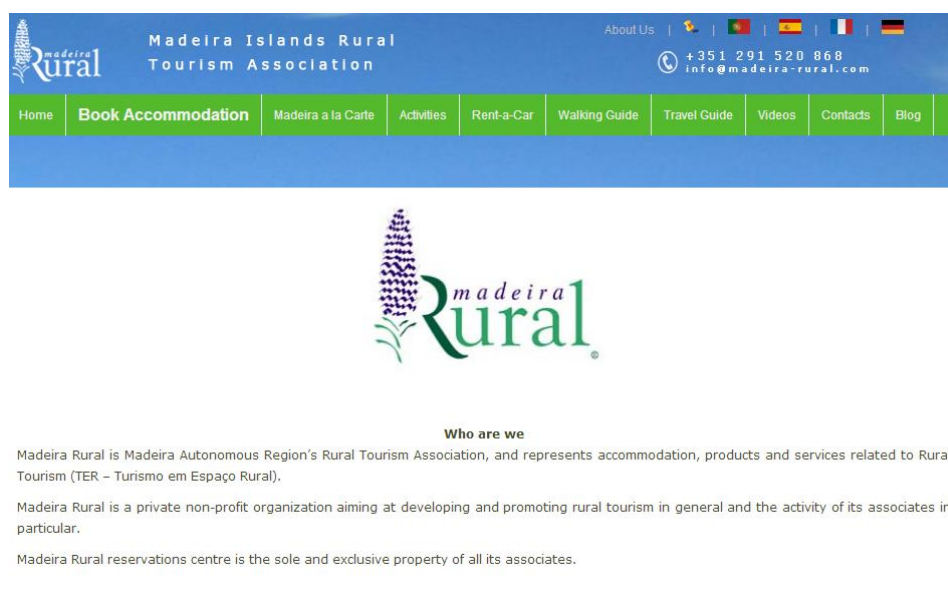 madeira
Rural
Madeira Islands Rural
Tourism Association
About Us | | | | |
+351 291 520 868
info@madeira-rural.com
Home Book Accommodation Madeira a la Carte Activities Rent-a-Car Walking Guide Travel Guide Videos Contacts Blog
madeira
Rural
©
Who are we
Madeira Rural is Madeira Autonomous Region's Rural Tourism Association, and represents accommodation, products and services related to Rura
Tourism (TER – Turismo em Espaço Rural).
Madeira Rural is a private non-profit organization aiming at developing and promoting rural tourism in general and the activity of its associates in
particular.
Madeira Rural reservations centre is the sole and exclusive property of all its associates.